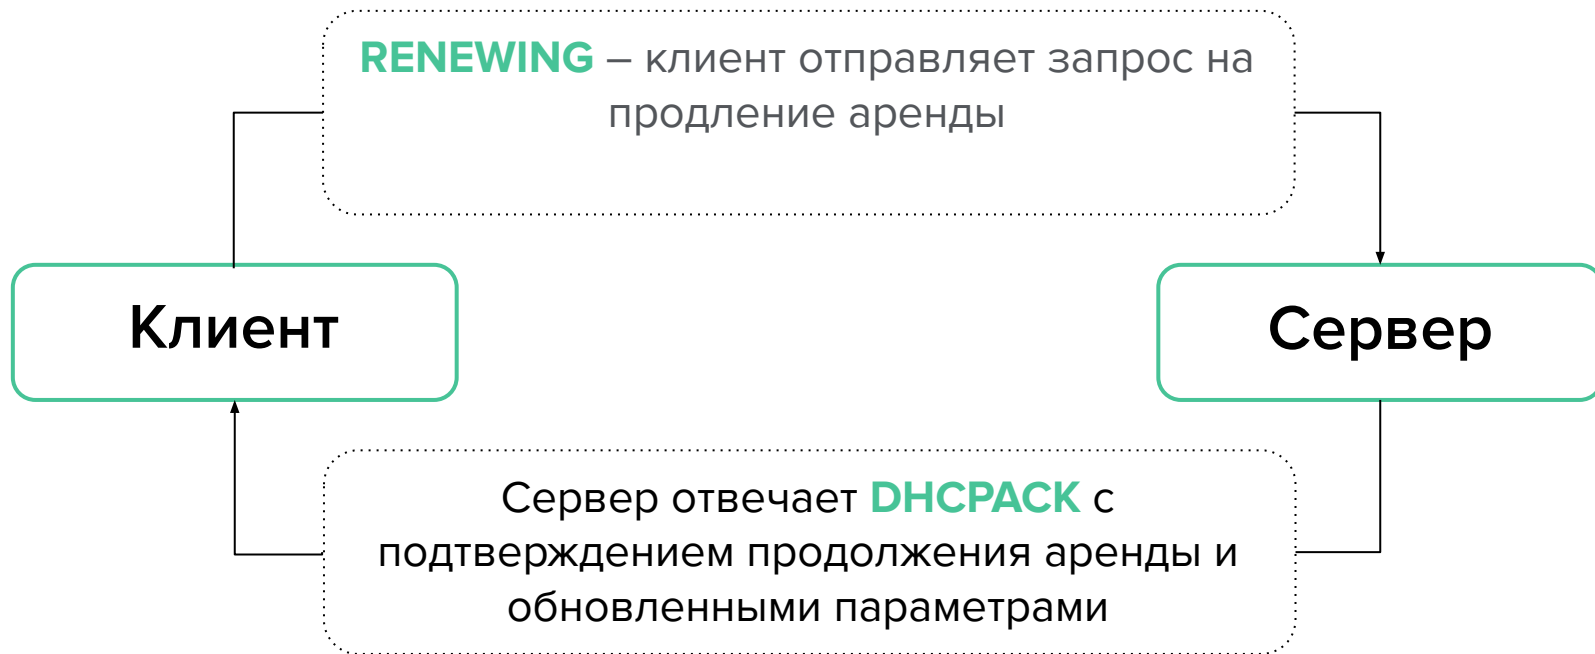 RENEWING – клиент отправляет запрос на
продление аренды
Клиент
Сервер
Сервер отвечает DHCPACK с
подтверждением продолжения аренды и
обновленными параметрами